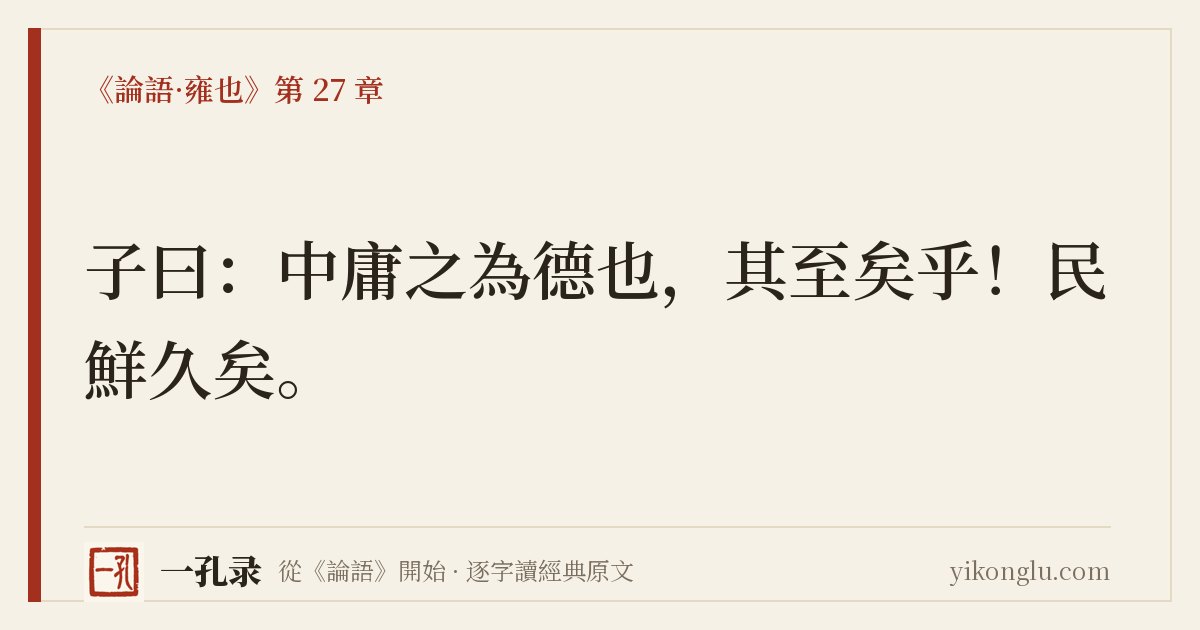 《論語·雍也》第 27 章
子曰：中庸之為德也，其至矣乎！民
鮮久矣。
一孔
一孔录 從《論語》開始 · 逐字讀經典原文 yikonglu.com